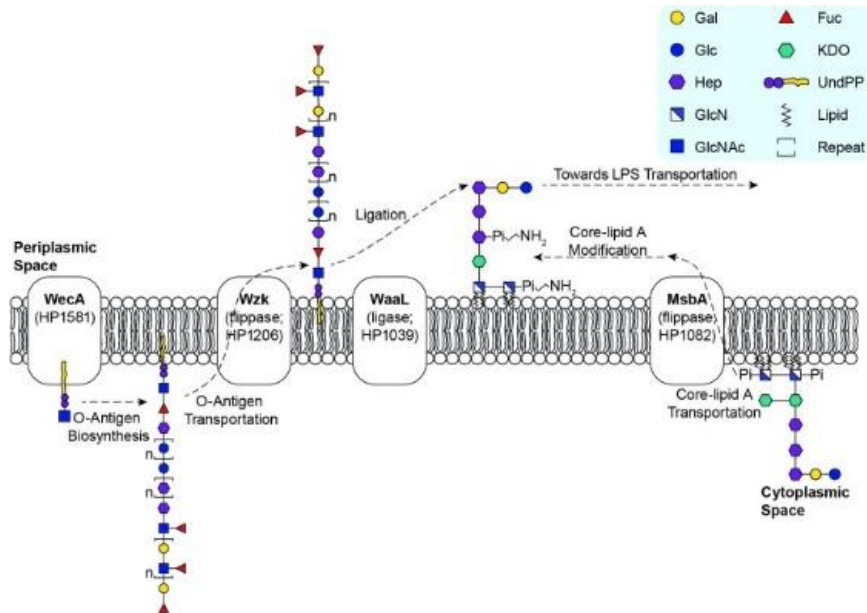 Gal
Fuc
Glc
KDO
Hep
UndPP
GlcN
Lipid
GlcNAc
Repeat
n
n
n
Towards LPS Transportation
Ligation
Pi NH2
Core-lipid A
Modification
Periplasmic
Space
Pi NH2
WecA
(HP1581)
Wzk
(flippase;
HP1206)
WaaL
(ligase;
HP1039)
MsbA
(flippase;
HP1082)
Pi
Pi
O-Antigen
Biosynthesis
O-Antigen
Transportation
Core-lipid A
Transportation
n
n
n
Cytoplasmic
Space